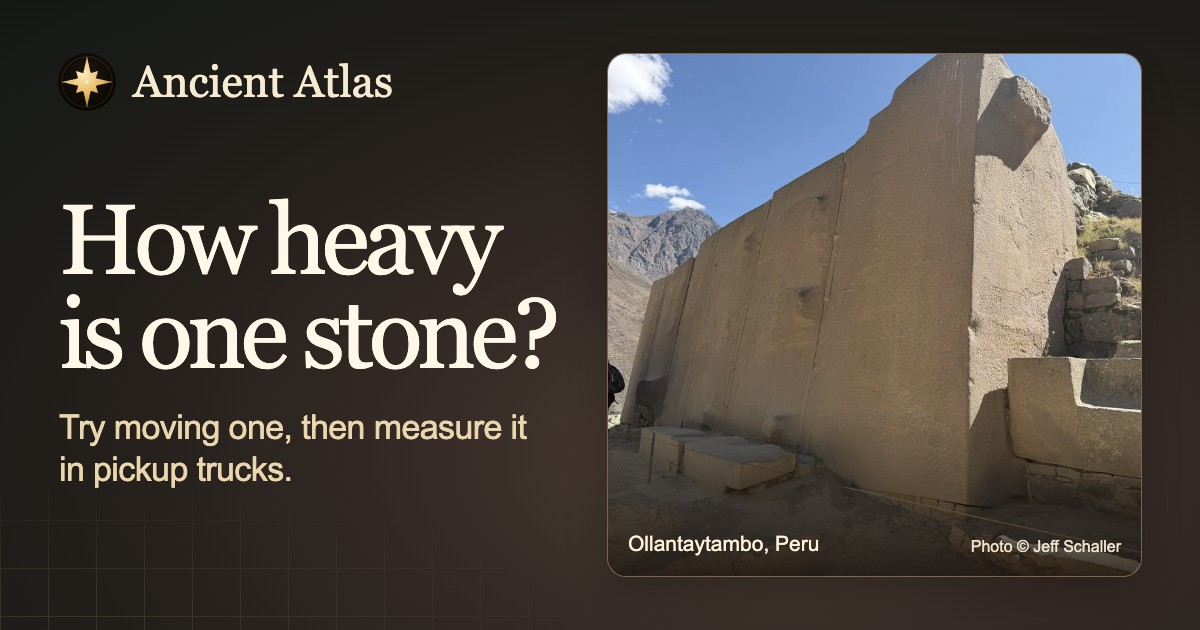 Ancient Atlas
How heavy
is one stone?
Try moving one, then measure it
in pickup trucks.
Ollantaytambo, Peru
Photo © Jeff Schaller